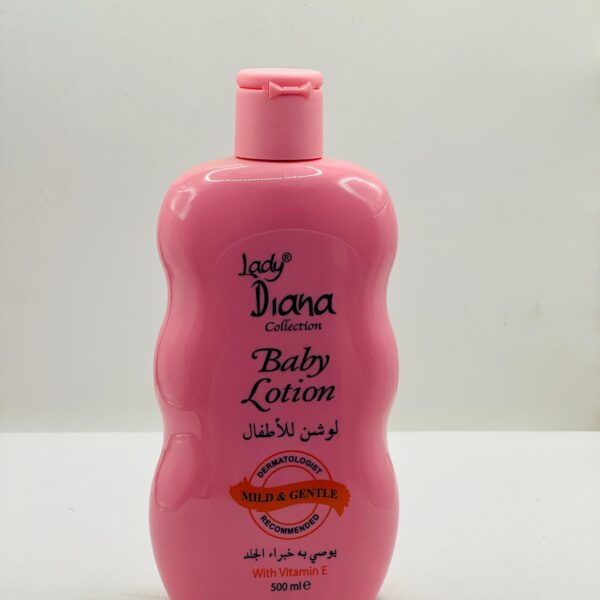 Lady®
Diana
Collection
Baby
Lotion
لوشن للأطفال
DERMATOLOGIST
MILD & GENTLE
RECOMMENDED
يوصي به خبراء الجلد
With Vitamin E
500 ml ℮